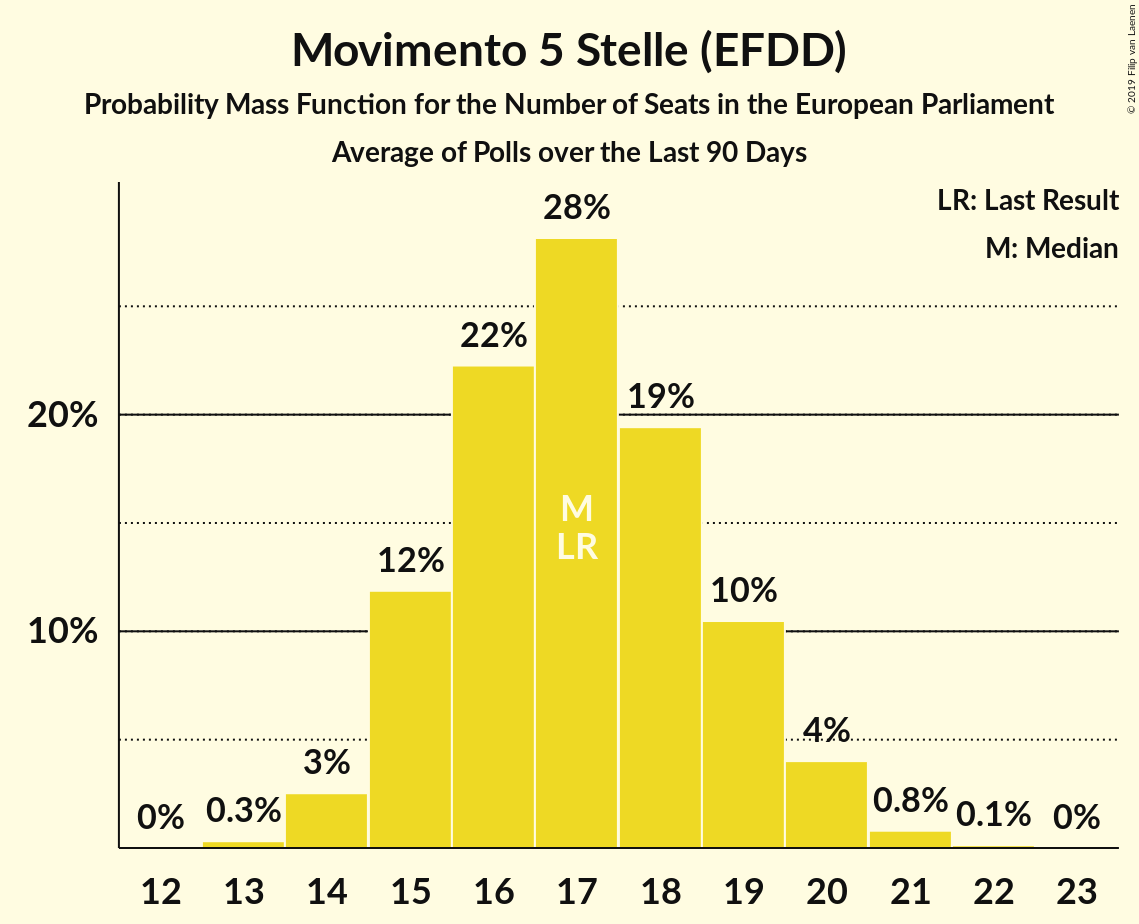 Movimento 5 Stelle (EFDD)
Probability Mass Function for the Number of Seats in the European Parliament
Average of Polls over the Last 90 Days
© 2019 Filip van Laenen
LR: Last Result
M: Median
28%
22%
20%
19%
M
LR
12%
10%
10%
4%
3%
0%
0.3%
0.8%
0.1%
0%
12 13 14 15 16 17 18 19 20 21 22 23